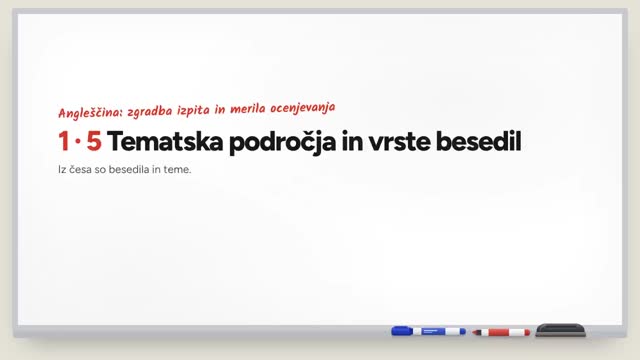 Angleščina: zgradba izpita in merila ocenjevanja
1 · 5 Tematska področja in vrste besedil
Iz česa so besedila in teme.